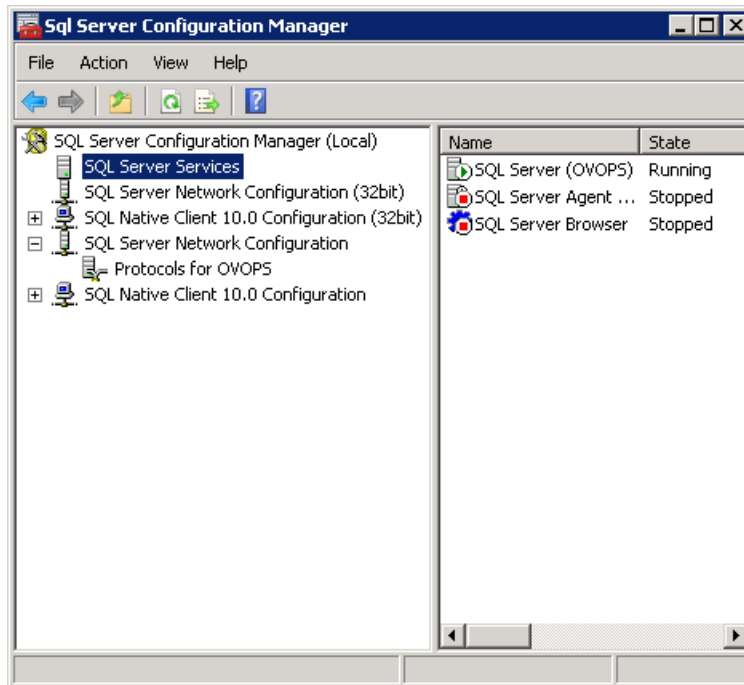 Sql Server Configuration Manager
File Action View Help
SQL Server Configuration Manager (Local)
SQL Server Services
SQL Server Network Configuration (32bit)
SQL Native Client 10.0 Configuration (32bit)
SQL Server Network Configuration
Protocols for OVOPS
SQL Native Client 10.0 Configuration
Name State
SQL Server (OVOPS) Running
SQL Server Agent ... Stopped
SQL Server Browser Stopped